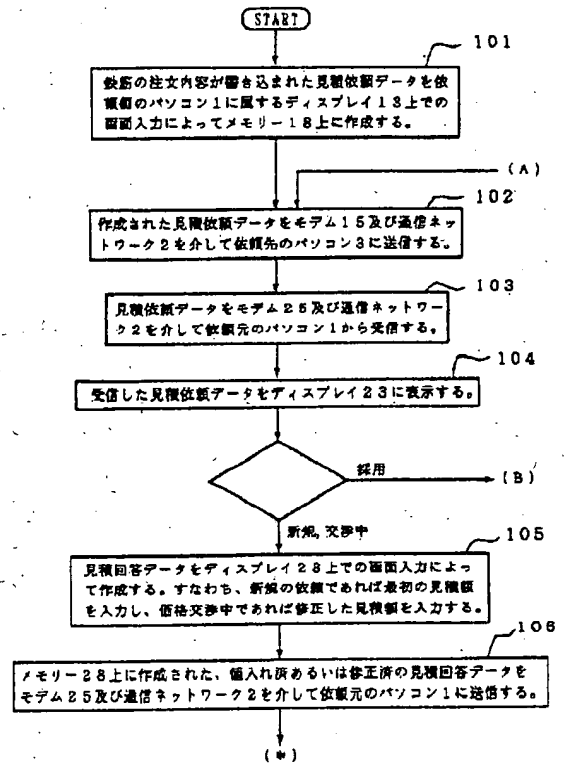 START
101
鉄筋の注文内容が書き込まれた見積依頼データを依
頼側のパソコン1に属するディスプレイ13上での
画面入力によってメモリー18上に作成する。
(A)
102
作成された見積依頼データをモデム15及び通信ネッ
トワーク2を介して依頼先のパソコン3に送信する。
103
見積依頼データをモデム25及び通信ネットワー
ク2を介して依頼元のパソコン1から受信する。
104
受信した見積依頼データをディスプレイ23に表示する。
採用
(B)
新規,交渉中
105
見積回答データをディスプレイ28上での画面入力によっ
て作成する。すなわち、新規の依頼であれば最初の見積額
を入力し、価格交渉中であれば修正した見積額を入力する。
106
メモリー28上に作成された、値入れ済あるいは修正済の見積回答データを
モデム25及び通信ネットワーク2を介して依頼元のパソコン1に送信する。
(*)